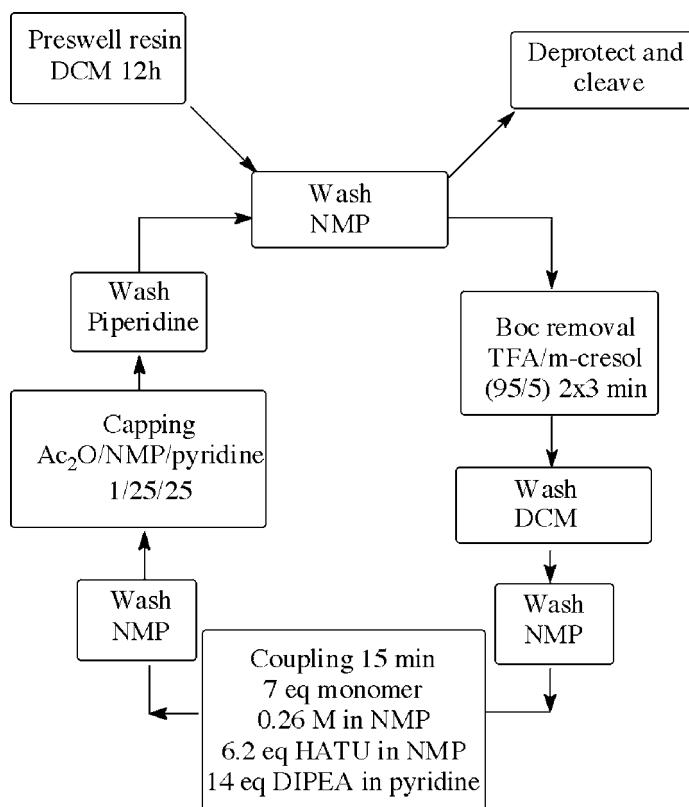 Preswell resin
DCM 12h
Deprotect and
cleave
Wash
NMP
Boc removal
TFA/m-cresol
(95/5) 2x3 min
Wash
DCM
Wash
NMP
Coupling 15 min
7 eq monomer
0.26 M in NMP
6.2 eq HATU in NMP
14 eq DIPEA in pyridine
Wash
NMP
Capping
Ac₂O/NMP/pyridine
1/25/25
Wash
Piperidine